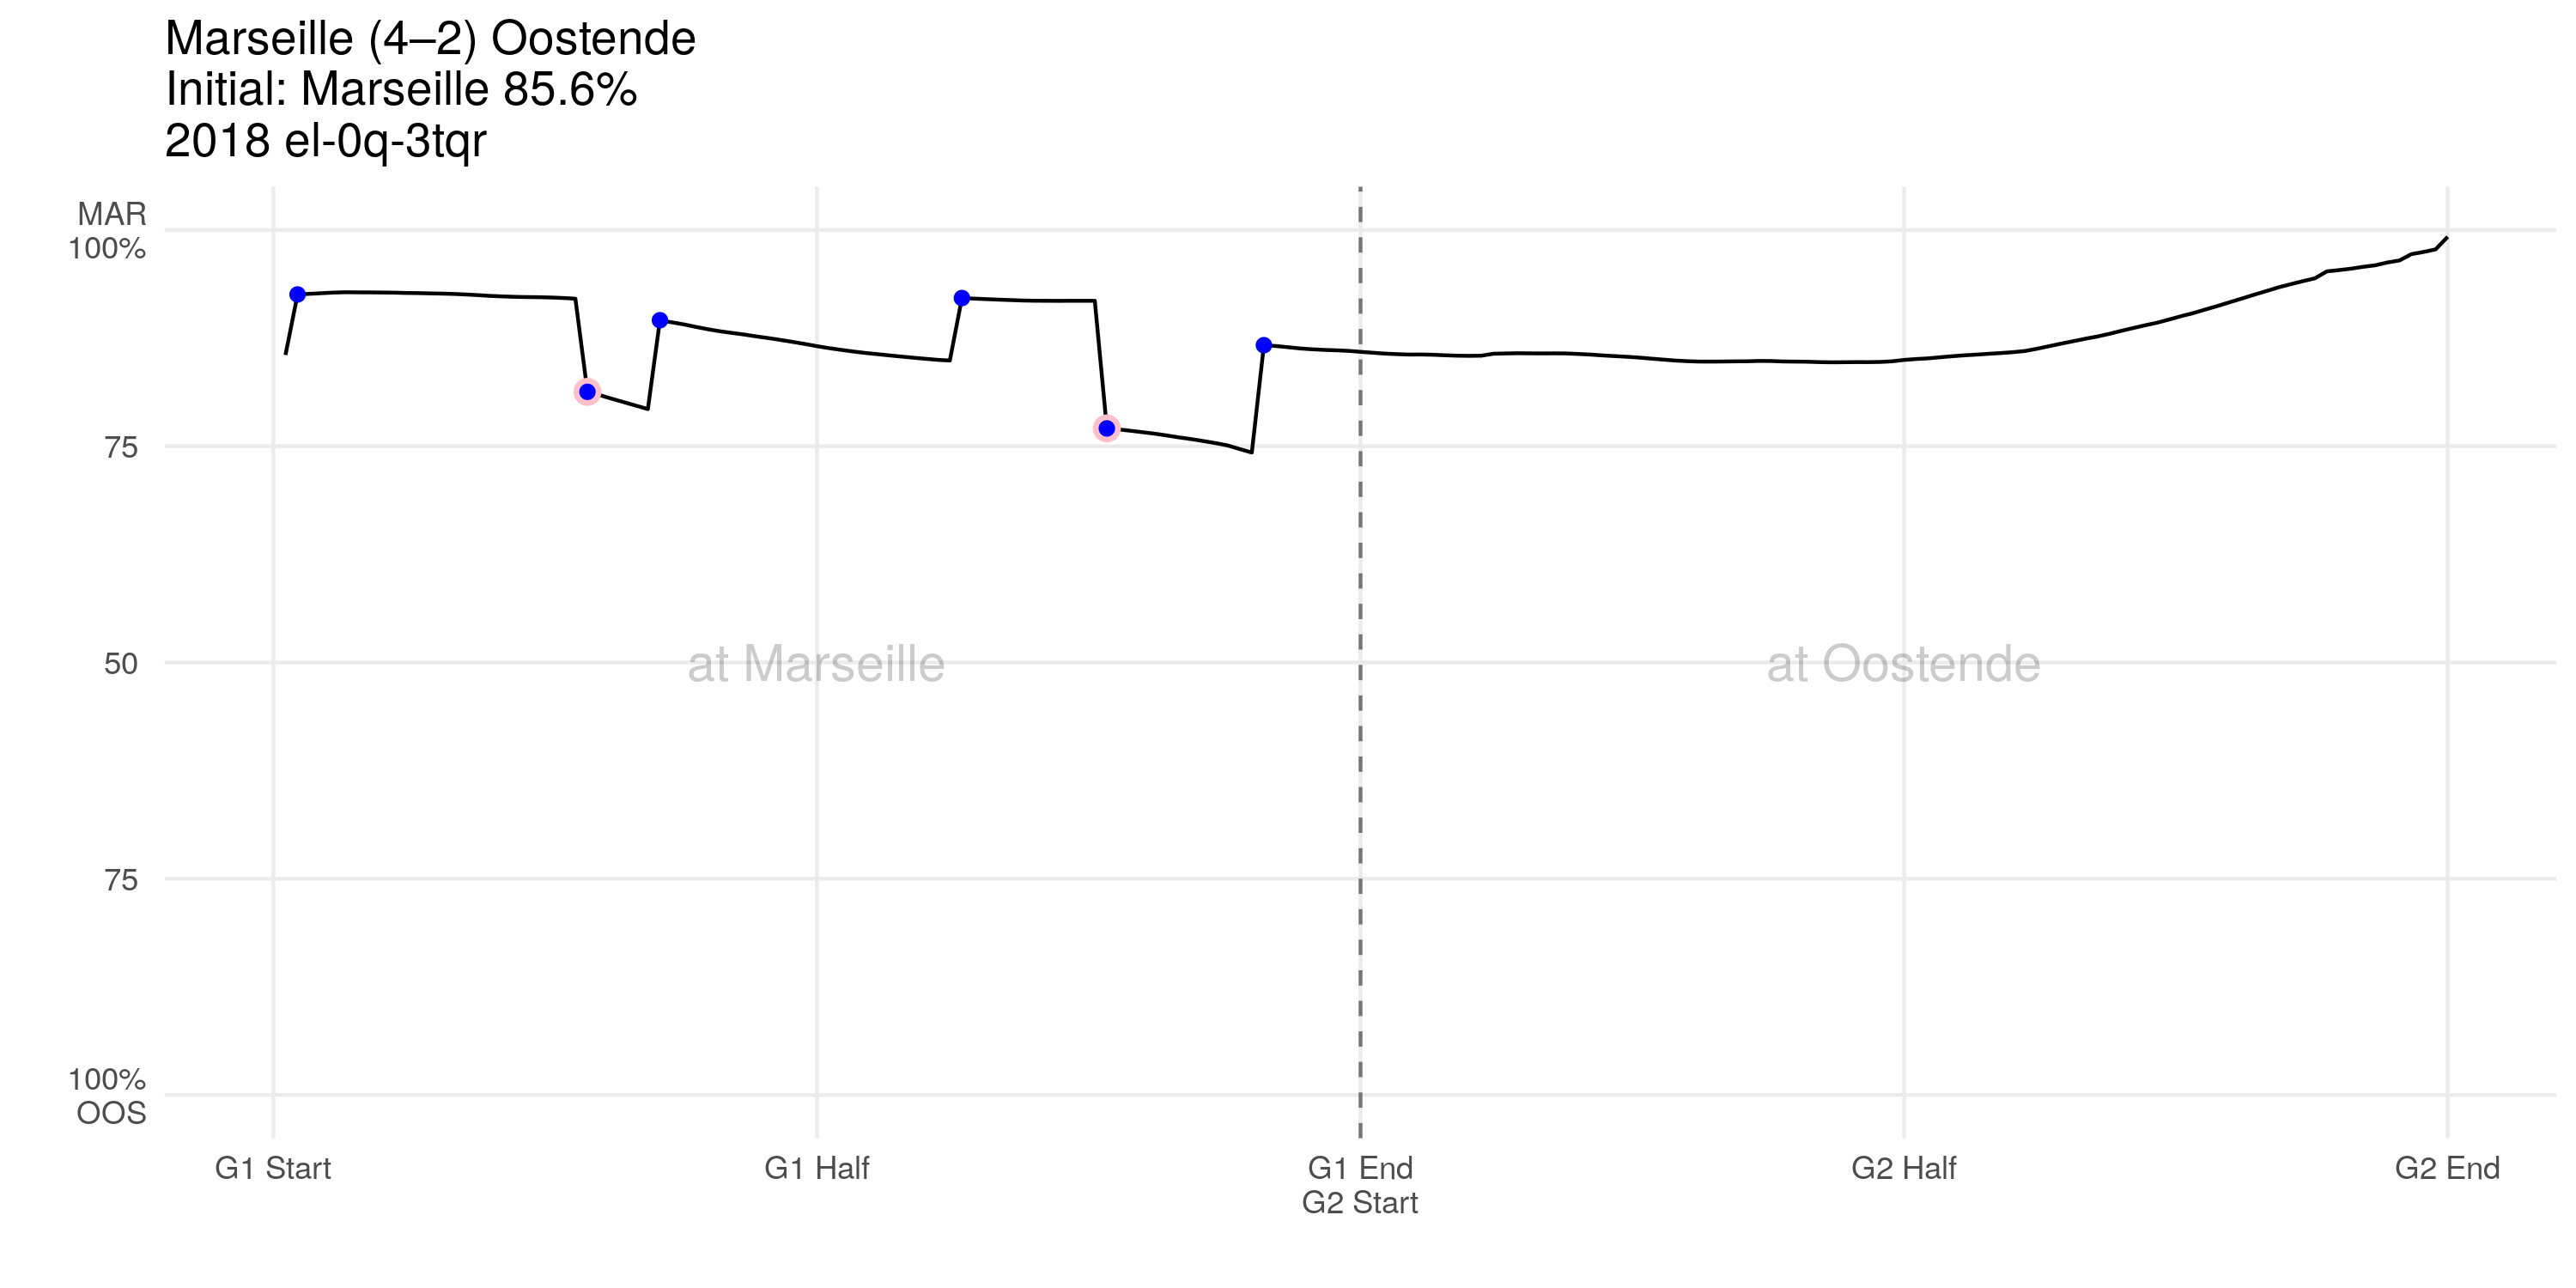 Marseille (4–2) Oostende
Initial: Marseille 85.6%
2018 el-0q-3tqr
MAR
100%
75
50
75
100%
OOS
at Marseille
at Oostende
G1 Start
G1 Half
G1 End
G2 Start
G2 Half
G2 End